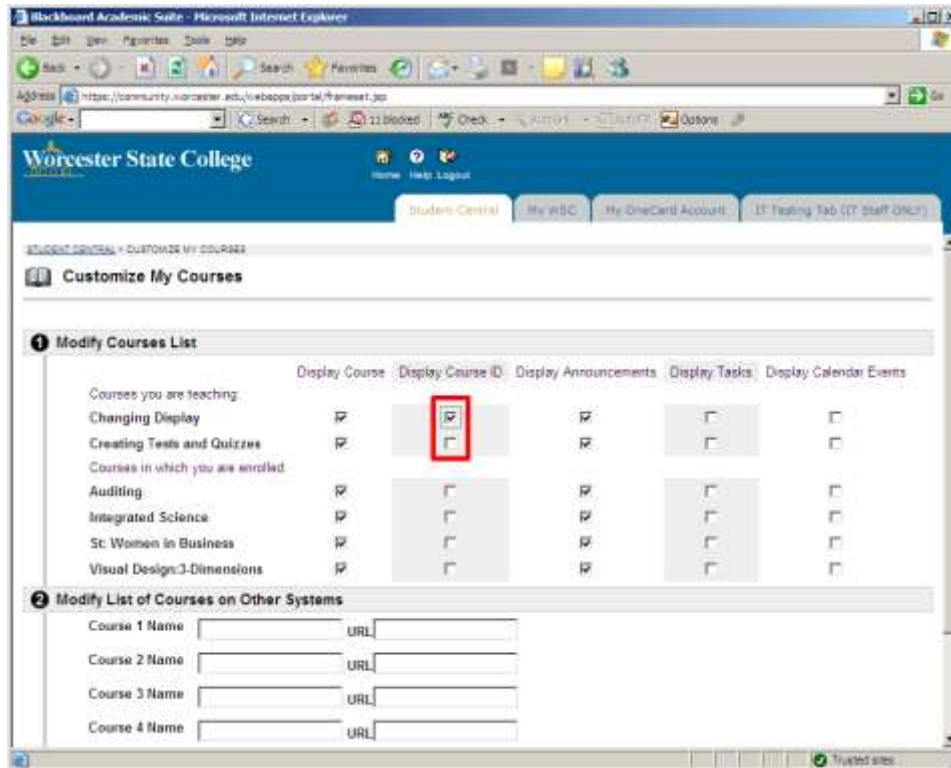 Blackboard Academic Suite - Microsoft Internet Explorer
File Edit View Favorites Tools Help
Back Search Favorites
Address https://community.worcester.edu/webapps/portal/frameset.jsp Go
Google Search 11 blocked Check Options
Worcester State College
Home Help Logout
Student Central My WSC My OneCard Account IT Testing Tab (IT Staff ONLY)
STUDENT CENTRAL > CUSTOMIZE MY COURSES
Customize My Courses
1 Modify Courses List
Display Course Display Course ID Display Announcements Display Tasks Display Calendar Events
Courses you are teaching:
Changing Display
Creating Tests and Quizzes
Courses in which you are enrolled:
Auditing
Integrated Science
St: Women in Business
Visual Design:3-Dimensions
2 Modify List of Courses on Other Systems
Course 1 Name URL
Course 2 Name URL
Course 3 Name URL
Course 4 Name URL
Trusted sites